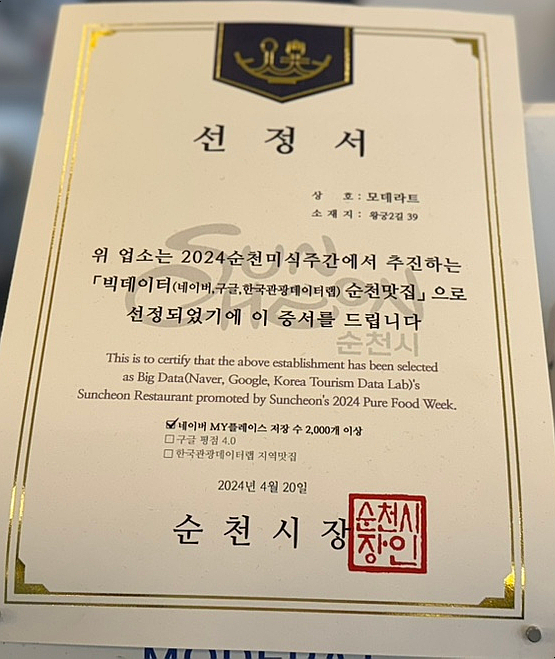 선정서
상 호 : 모데라트
소 재 지 : 왕궁2길 39
SUNCHEON
순천시
위 업소는 2024순천미식주간에서 추진하는
「빅데이터(네이버,구글,한국관광데이터랩) 순천맛집」으로
선정되었기에 이 증서를 드립니다
This is to certify that the above establishment has been selected
as Big Data(Naver, Google, Korea Tourism Data Lab)'s
Suncheon Restaurant promoted by Suncheon's 2024 Pure Food Week.
☑네이버 MY플레이스 저장 수 2,000개 이상
☐구글 평점 4.0
☐한국관광데이터랩 지역맛집
2024년 4월 20일
순천시장
순천시
장인